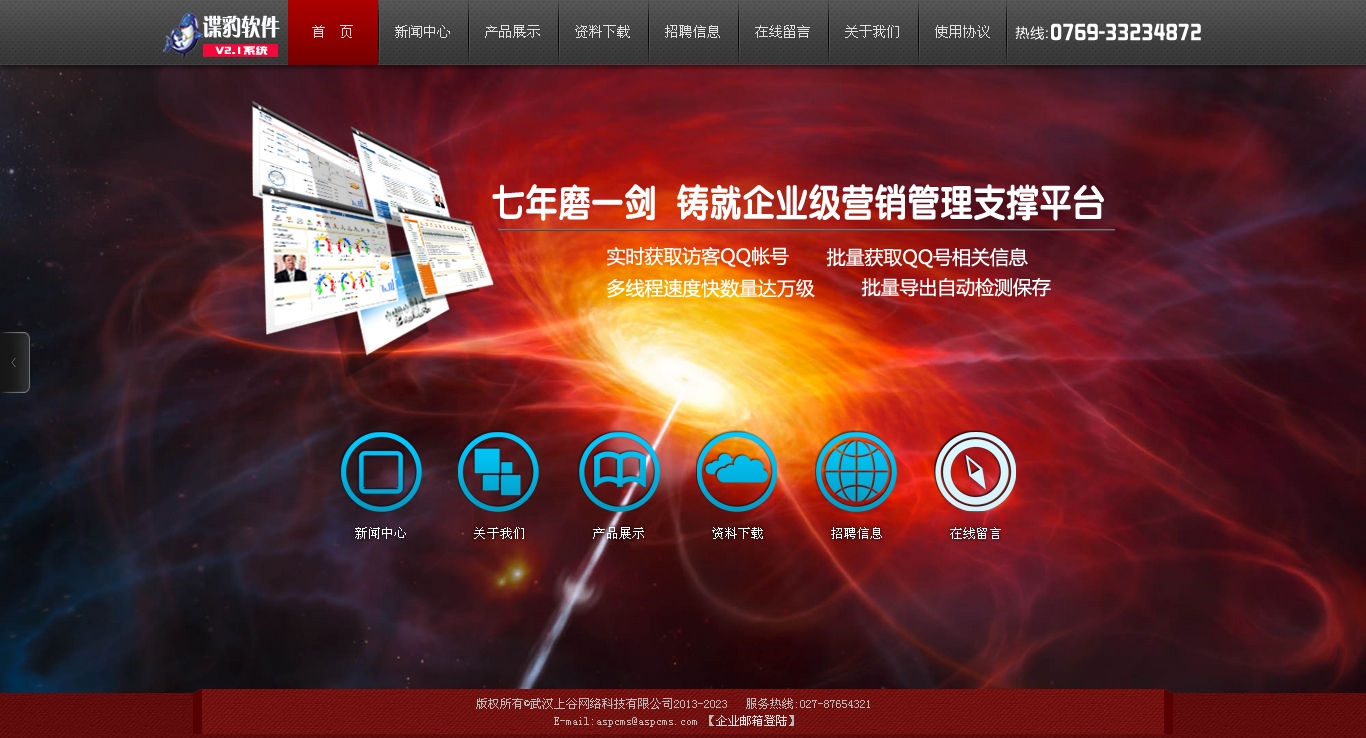 谍豹软件
V2.1系统
首 页
新闻中心
产品展示
资料下载
招聘信息
在线留言
关于我们
使用协议
热线:0769-33234872
七年磨一剑 铸就企业级营销管理支撑平台
实时获取访客QQ帐号 批量获取QQ号相关信息
多线程速度快数量达万级 批量导出自动检测保存
新闻中心
关于我们
产品展示
资料下载
招聘信息
在线留言
版权所有©武汉上谷网络科技有限公司2013-2023 服务热线:027-87654321
E-mail:aspcms@aspcms.com 【企业邮箱登陆】